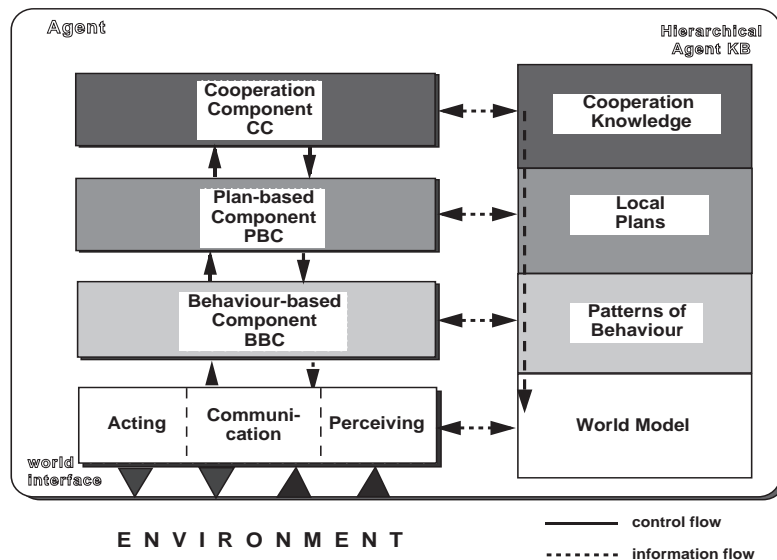 Agent
Hierarchical
Agent KB
Cooperation
Component
CC
Cooperation
Knowledge
Plan-based
Component
PBC
Local
Plans
Behaviour-based
Component
BBC
Patterns of
Behaviour
Acting
Communi-
cation
Perceiving
World Model
world
interface
ENVIRONMENT
control flow
information flow